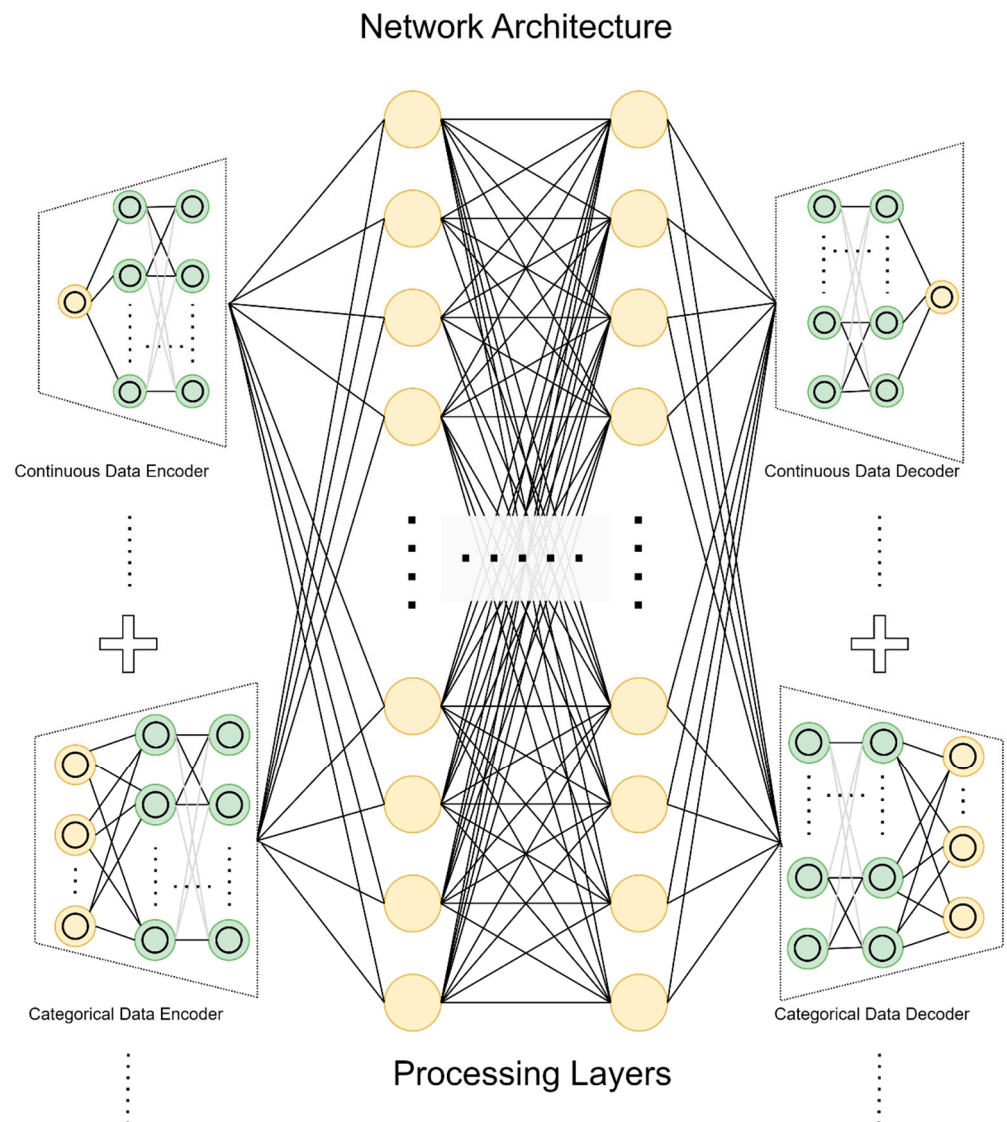 Network Architecture
Continuous Data Encoder
Continuous Data Decoder
Categorical Data Encoder
Categorical Data Decoder
Processing Layers